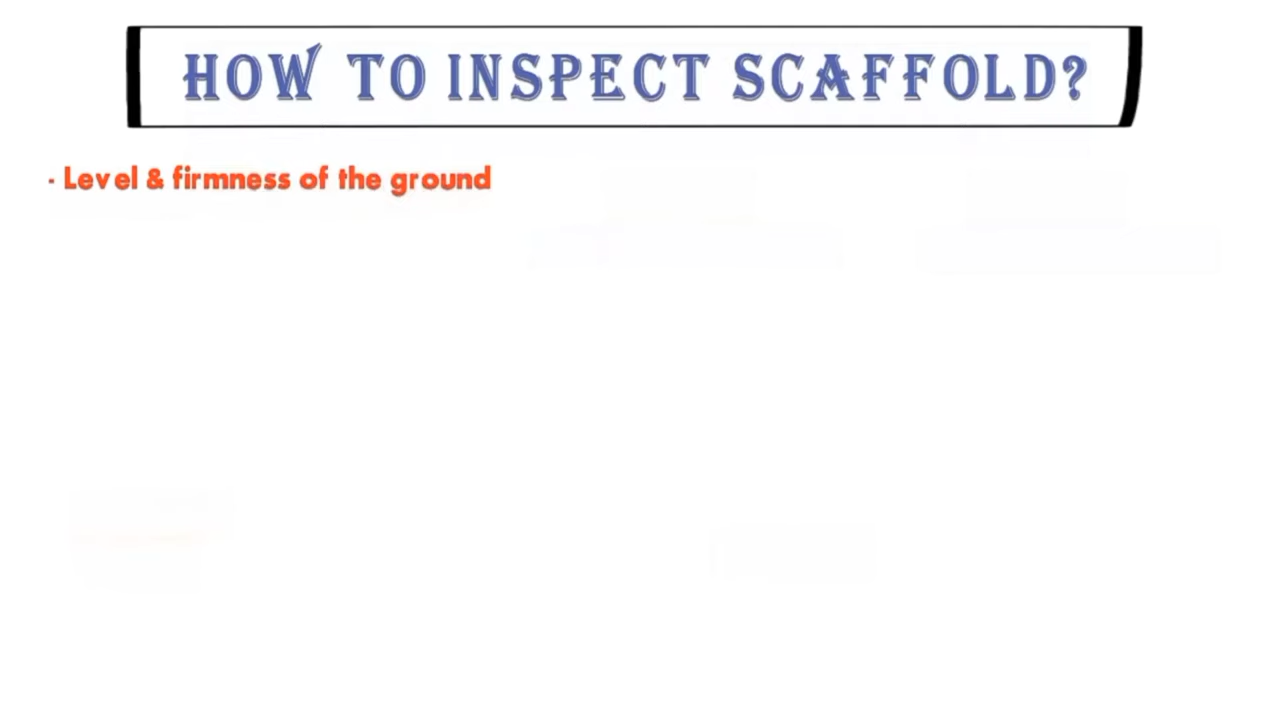 HOW TO INSPECT SCAFFOLD?
- Level & firmness of the ground